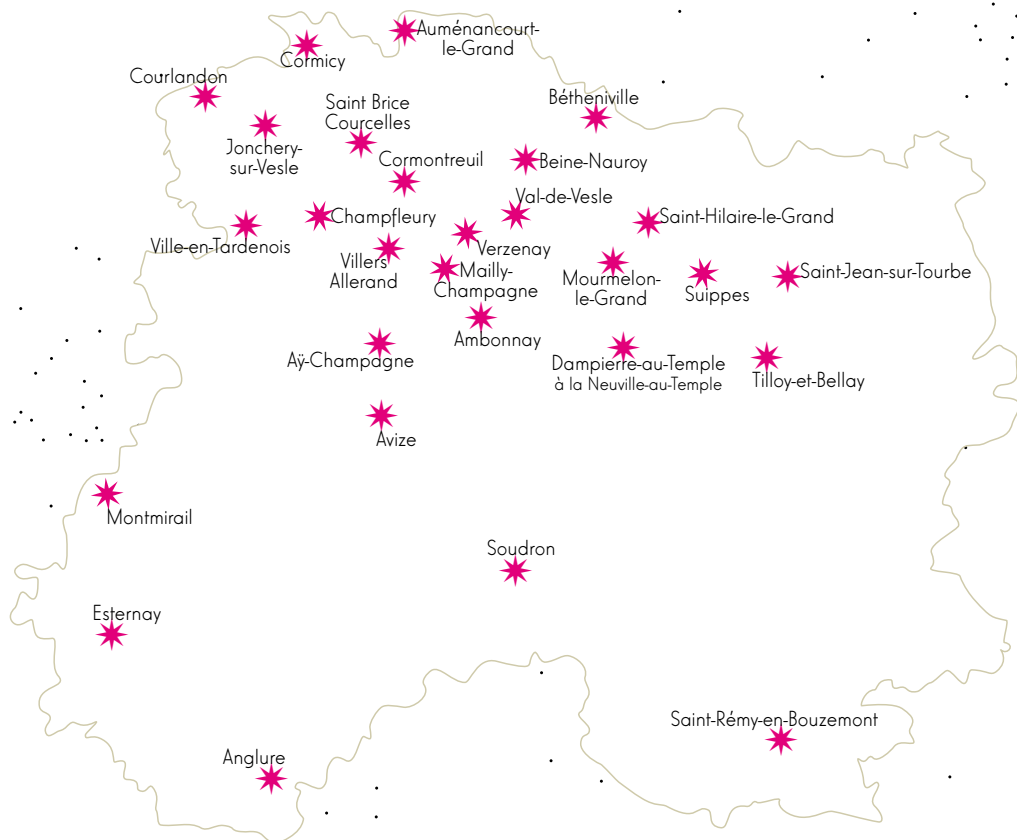 Auménancourt-
le-Grand
Cormicy
Courlandon
Bétheniville
Saint Brice
Courcelles
Jonchery-
sur-Vesle
Cormontreuil
Beine-Nauroy
Val-de-Vesle
Champfleury
Saint-Hilaire-le-Grand
Ville-en-Tardenois
Verzenay
Villers
Allerand
Mailly-
Champagne
Mourmelon-
le-Grand
Suippes
Saint-Jean-sur-Tourbe
Ambonnay
Aÿ-Champagne
Dampierre-au-Temple
à la Neuville-au-Temple
Tilloy-et-Bellay
Avize
Montmirail
Soudron
Esternay
Saint-Rémy-en-Bouzemont
Anglure